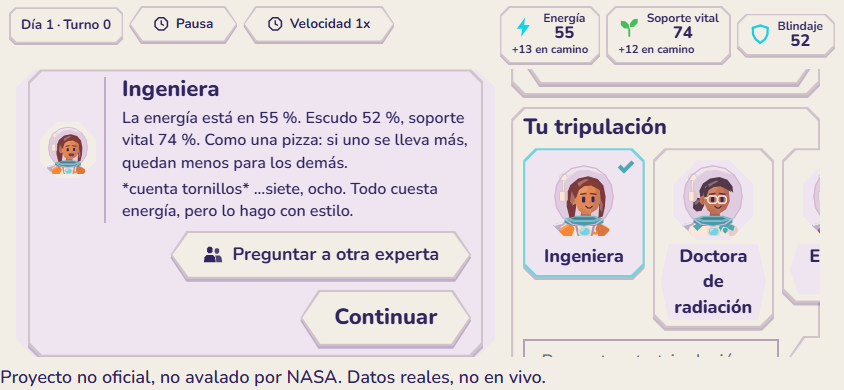 Día 1 · Turno 0
Pausa
Velocidad 1x
Energía
55
+13 en camino
Soporte vital
74
+12 en camino
Blindaje
52
Ingeniera
La energía está en 55 %. Escudo 52 %, soporte
vital 74 %. Como una pizza: si uno se lleva más,
quedan menos para los demás.
*cuenta tornillos* ...siete, ocho. Todo cuesta
energía, pero lo hago con estilo.
Preguntar a otra experta
Continuar
Tu tripulación
Ingeniera
Doctora
de
radiación
Proyecto no oficial, no avalado por NASA. Datos reales, no en vivo.